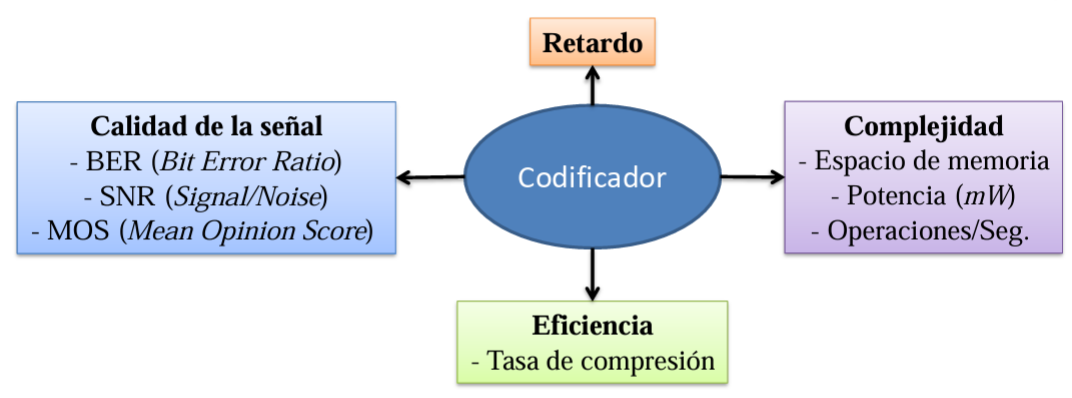 Retardo
Calidad de la señal
- BER (Bit Error Ratio)
- SNR (Signal/Noise)
- MOS (Mean Opinion Score)
Codificador
Complejidad
- Espacio de memoria
- Potencia (mW)
- Operaciones/Seg.
Eficiencia
- Tasa de compresión